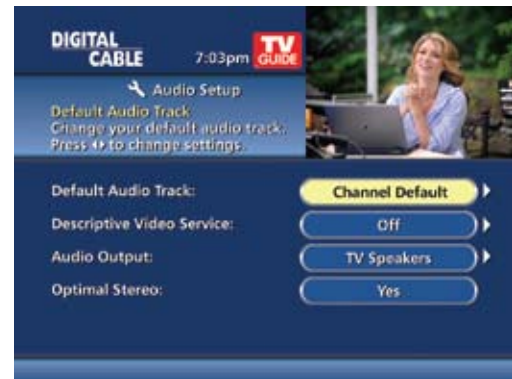 DIGITAL
CABLE
7:03pm
TV
GUIDE
Audio Setup
Default Audio Track
Change your default audio track.
Press ◂▸ to change settings.
Default Audio Track:
Channel Default
Descriptive Video Service:
Off
Audio Output:
TV Speakers
Optimal Stereo:
Yes